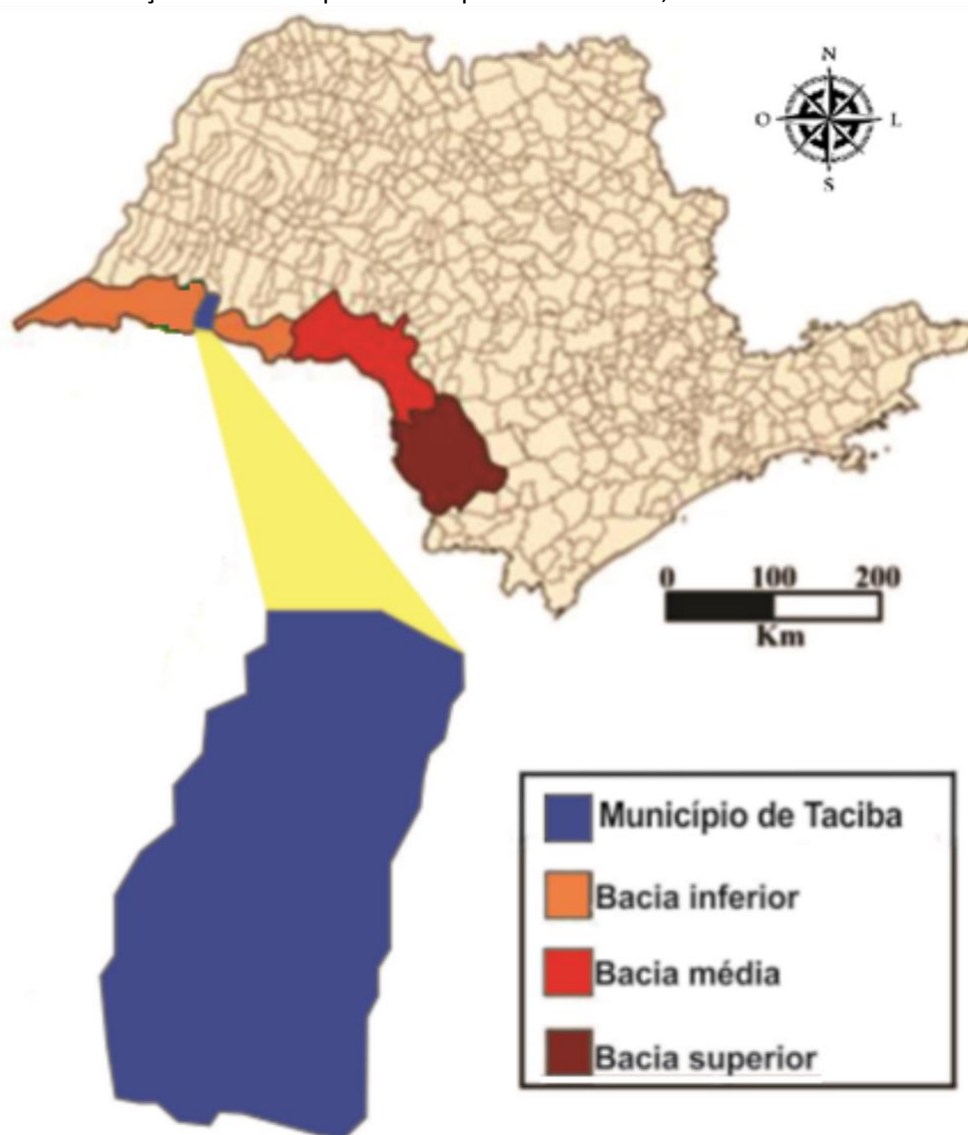 N
O L
S
0 100 200
Km
Município de Taciba
Bacia inferior
Bacia média
Bacia superior